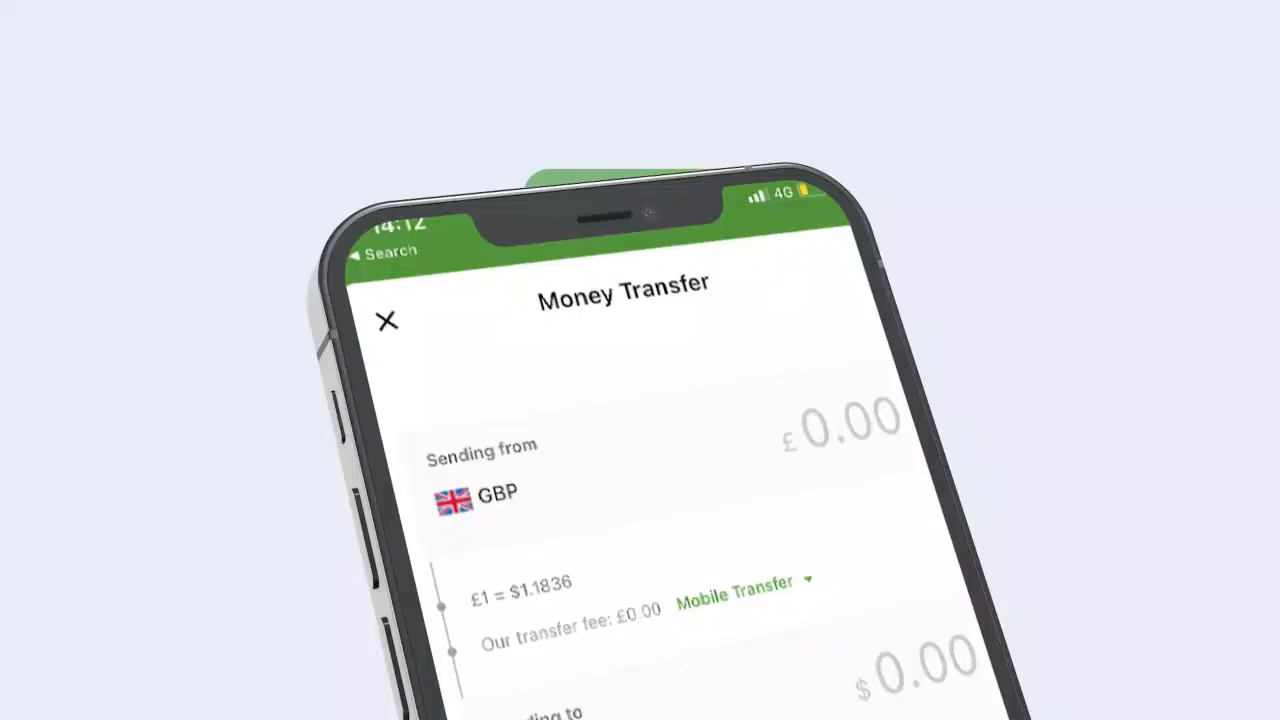 14:12
4G
Search
Money Transfer
£0.00
Sending from
GBP
£1 = $1.1836
Our transfer fee: £0.00 Mobile Transfer
$0.00
to